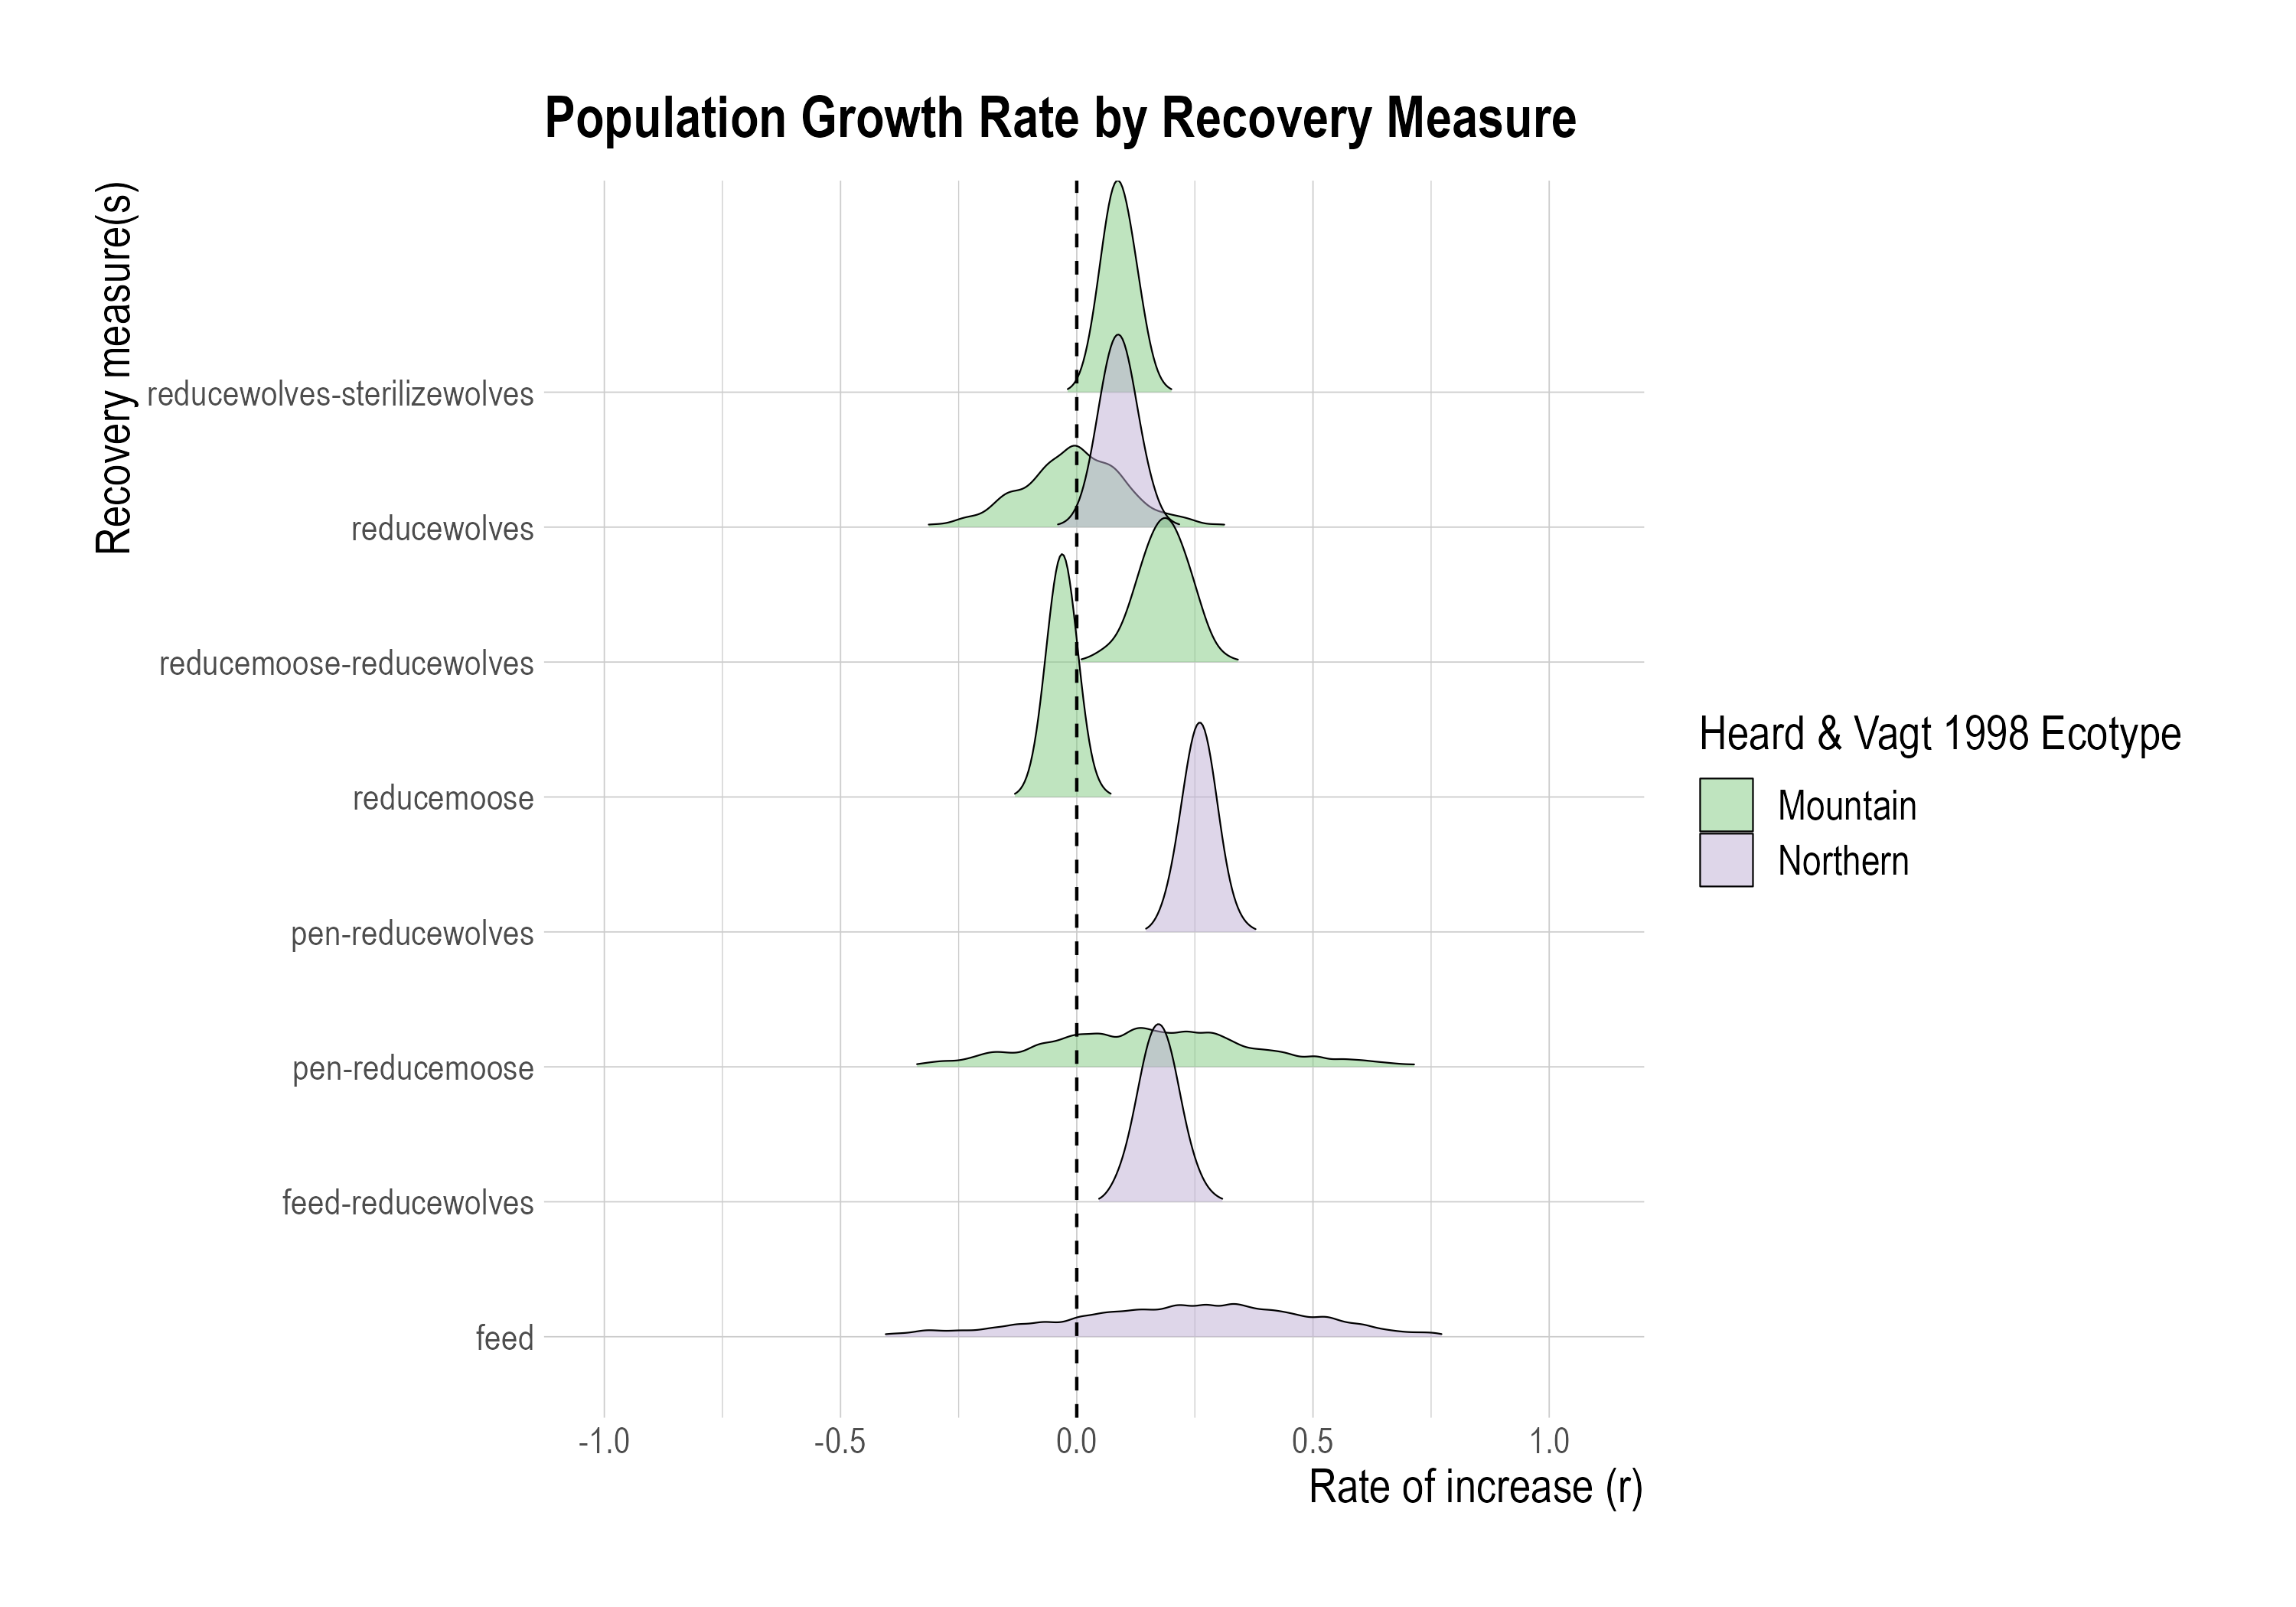 Population Growth Rate by Recovery Measure
Recovery measure(s)
reducewolves-sterilizewolves
reducewolves
reducemoose-reducewolves
reducemoose
pen-reducewolves
pen-reducemoose
feed-reducewolves
feed
-1.0
-0.5
0.0
0.5
1.0
Rate of increase (r)
Heard & Vagt 1998 Ecotype
Mountain
Northern